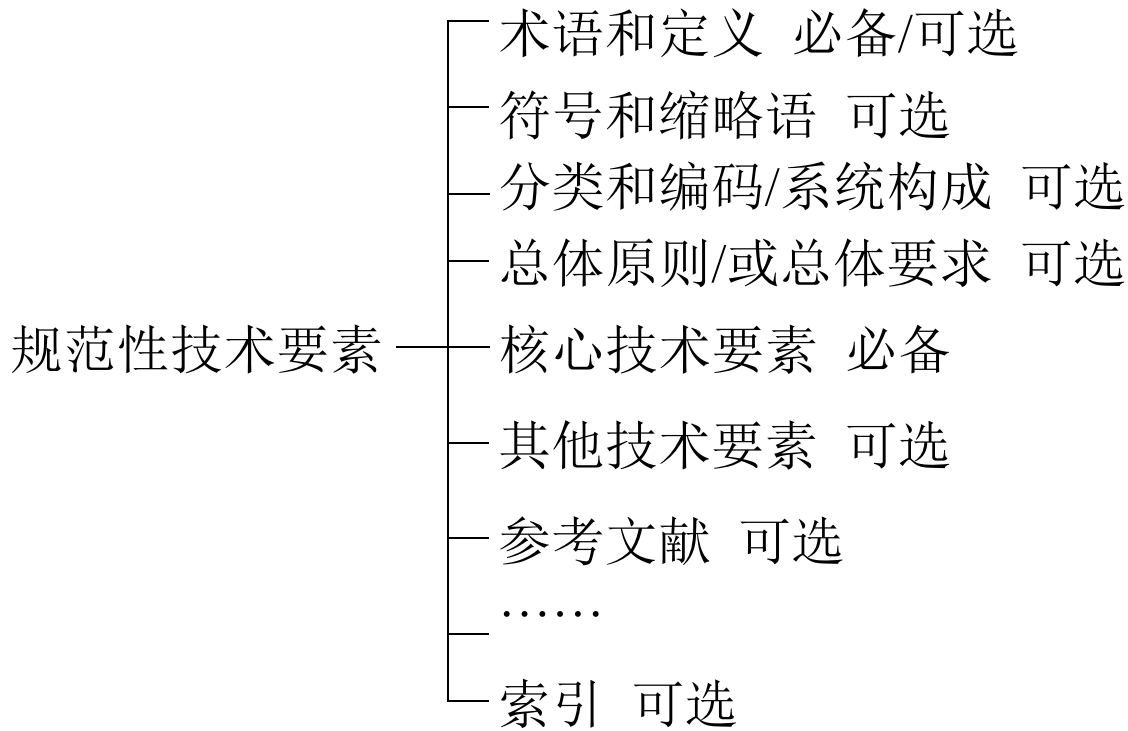 术语和定义 必备/可选
符号和缩略语 可选
分类和编码/系统构成 可选
总体原则/或总体要求 可选
规范性技术要素
核心技术要素 必备
其他技术要素 可选
参考文献 可选
……
索引 可选